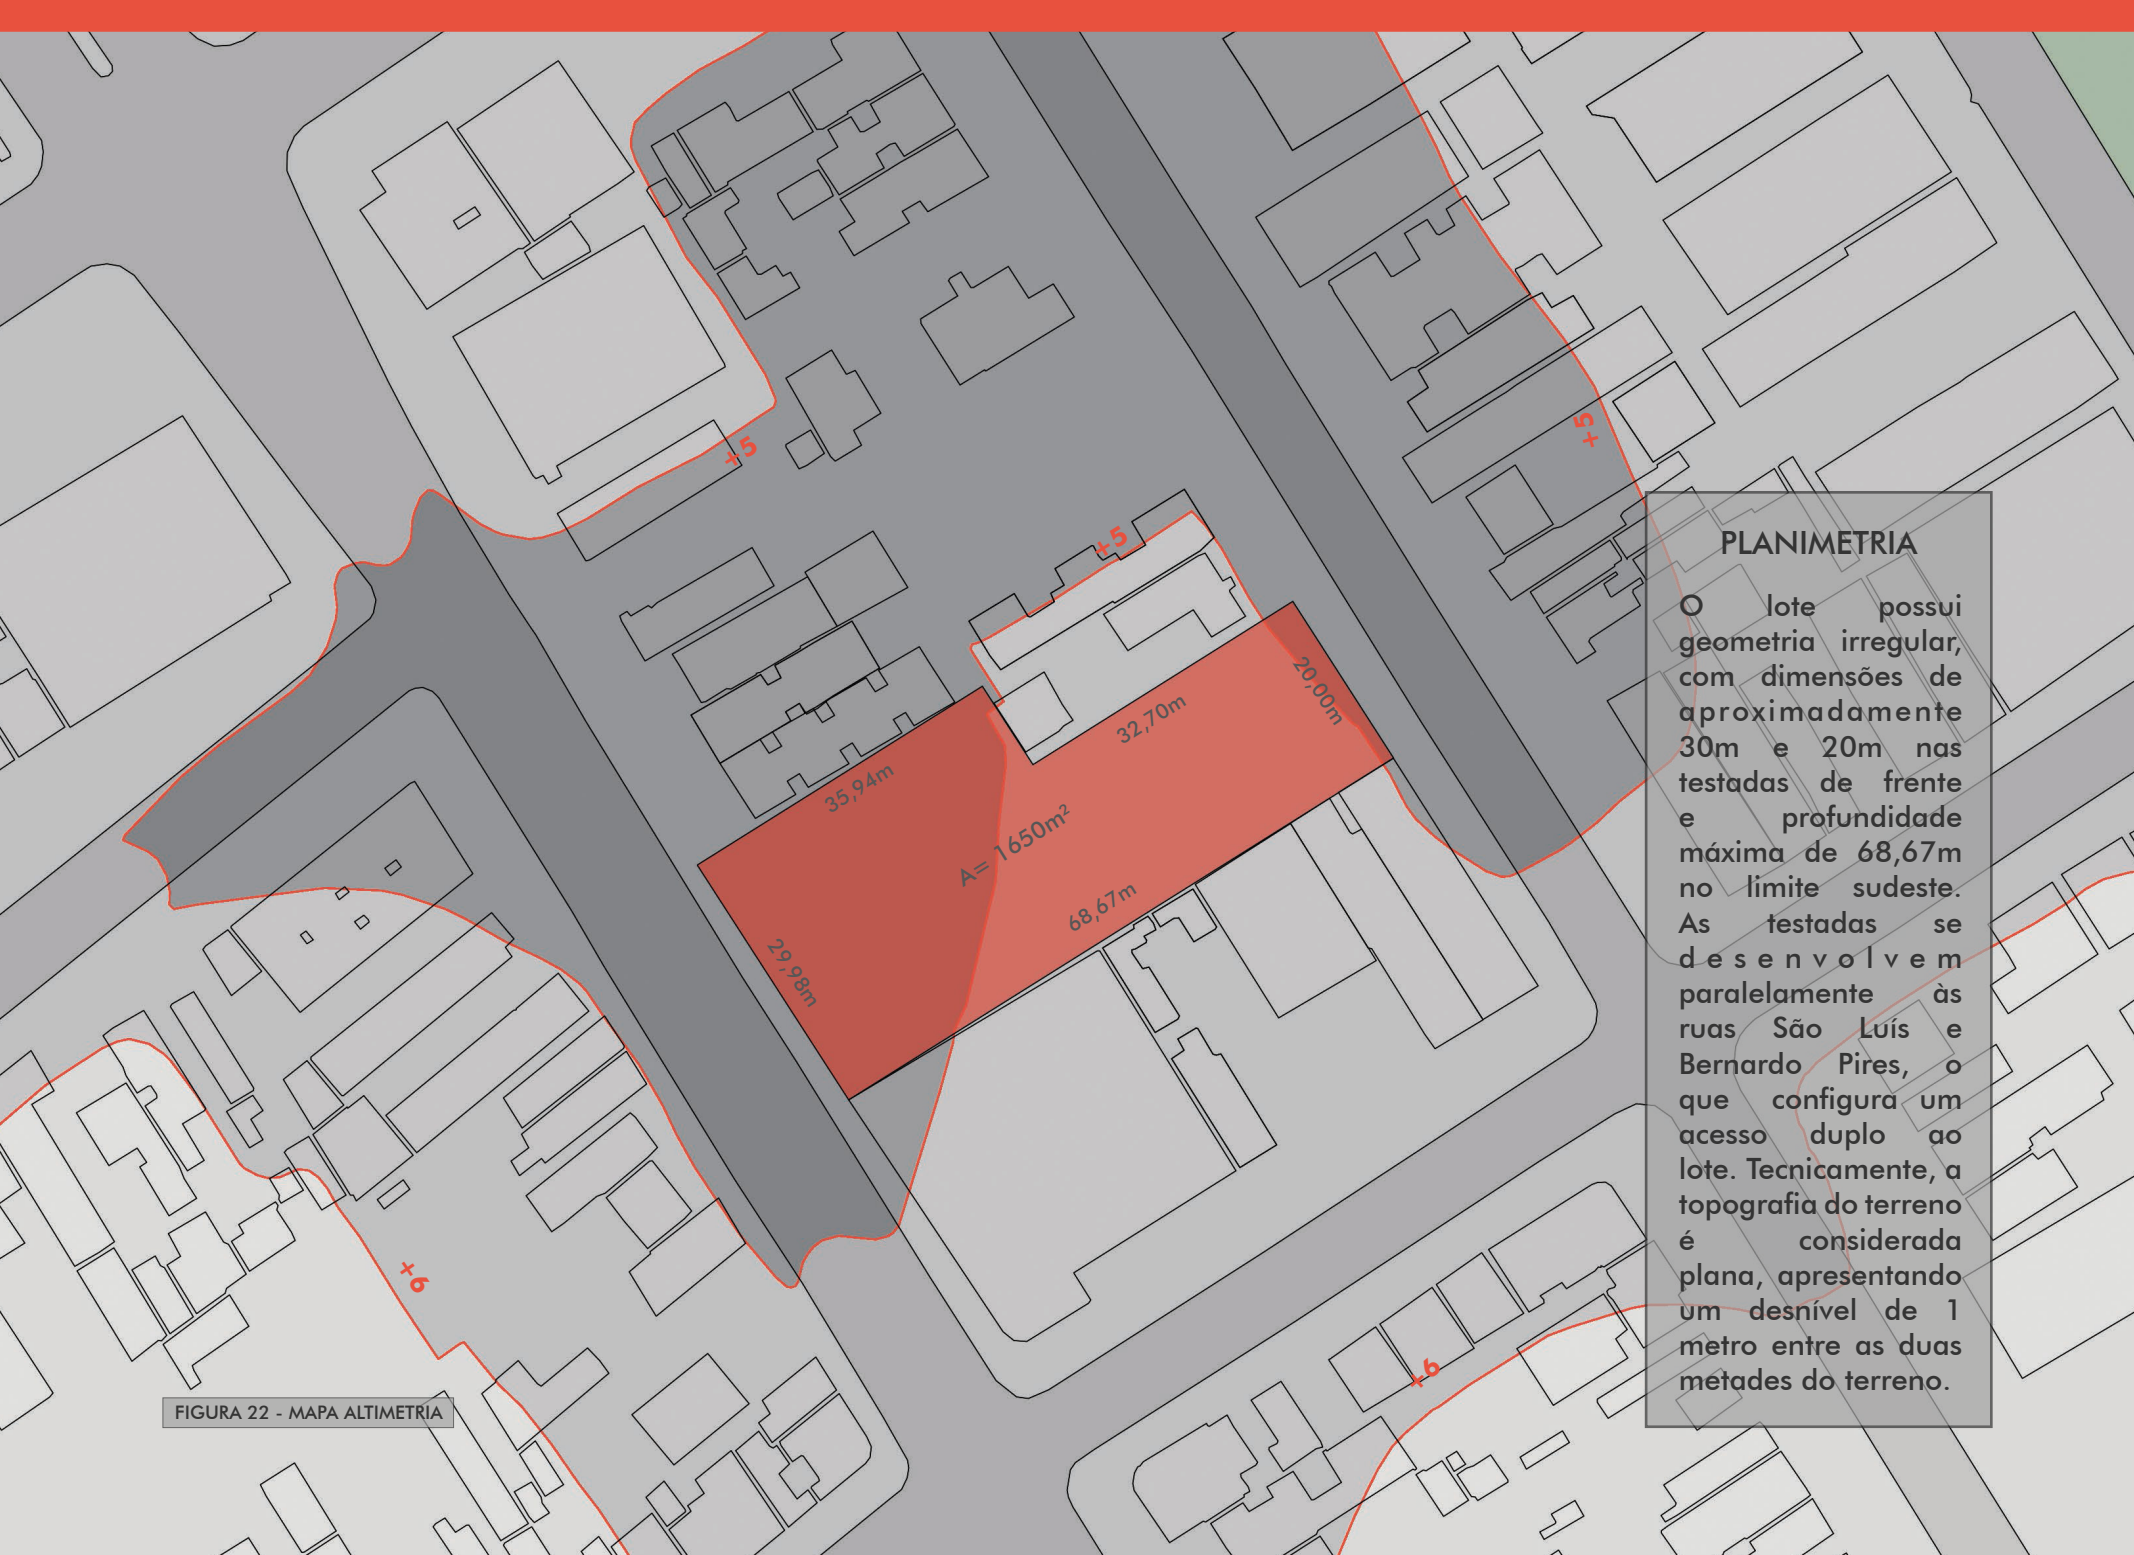 +5
+5
+5
35,94m
32,70m
20,00m
A= 1650m²
68,67m
29,98m
+6
+6
FIGURA 22 - MAPA ALTIMETRIA
PLANIMETRIA
O lote possui
geometria irregular,
com dimensões de
aproximadamente
30m e 20m nas
testadas de frente
e profundidade
máxima de 68,67m
no limite sudeste.
As testadas se
desenvolvem
paralelamente às
ruas São Luís e
Bernardo Pires, o
que configura um
acesso duplo ao
lote. Tecnicamente, a
topografia do terreno
é considerada
plana, apresentando
um desnível de 1
metro entre as duas
metades do terreno.